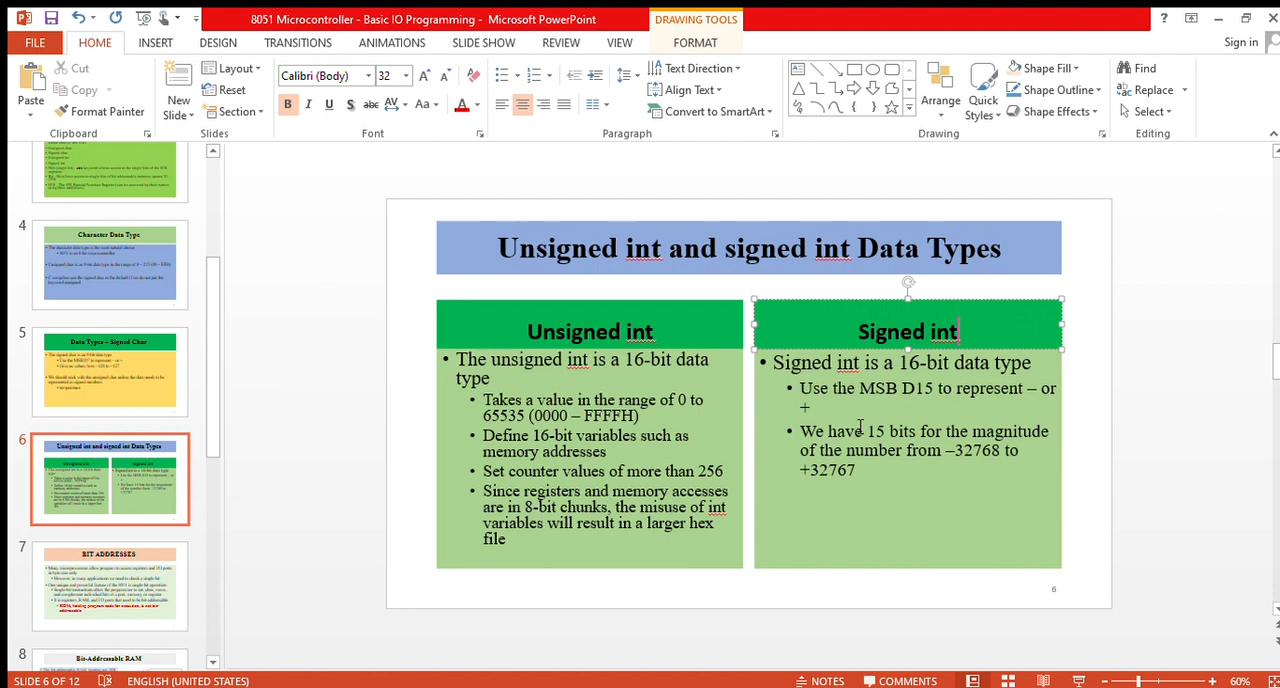 8051 Microcontroller - Basic IO Programming - Microsoft PowerPoint
DRAWING TOOLS
?
FILE
HOME
INSERT
DESIGN
TRANSITIONS
ANIMATIONS
SLIDE SHOW
REVIEW
VIEW
FORMAT
Sign in
Paste
Cut
Copy
Format Painter
Clipboard
New
Slide
Layout
Reset
Section
Slides
Calibri (Body)
32
B I U S abc AV Aa A
Font
Text Direction
Align Text
Convert to SmartArt
Paragraph
Arrange
Quick
Styles
Shape Fill
Shape Outline
Shape Effects
Drawing
Find
Replace
Select
Editing
4
Character Data Type
5
Data Types – Signed Char
6
Unsigned int and signed int Data Types
7
BIT ADDRESSES
8
Bit-Addressable RAM
Unsigned int and signed int Data Types
Unsigned int
• The unsigned int is a 16-bit data
type
• Takes a value in the range of 0 to
65535 (0000 – FFFFH)
• Define 16-bit variables such as
memory addresses
• Set counter values of more than 256
• Since registers and memory accesses
are in 8-bit chunks, the misuse of int
variables will result in a larger hex
file
Signed int
• Signed int is a 16-bit data type
• Use the MSB D15 to represent – or
+
• We have 15 bits for the magnitude
of the number from –32768 to
+32767
6
SLIDE 6 OF 12
ENGLISH (UNITED STATES)
NOTES
COMMENTS
60%